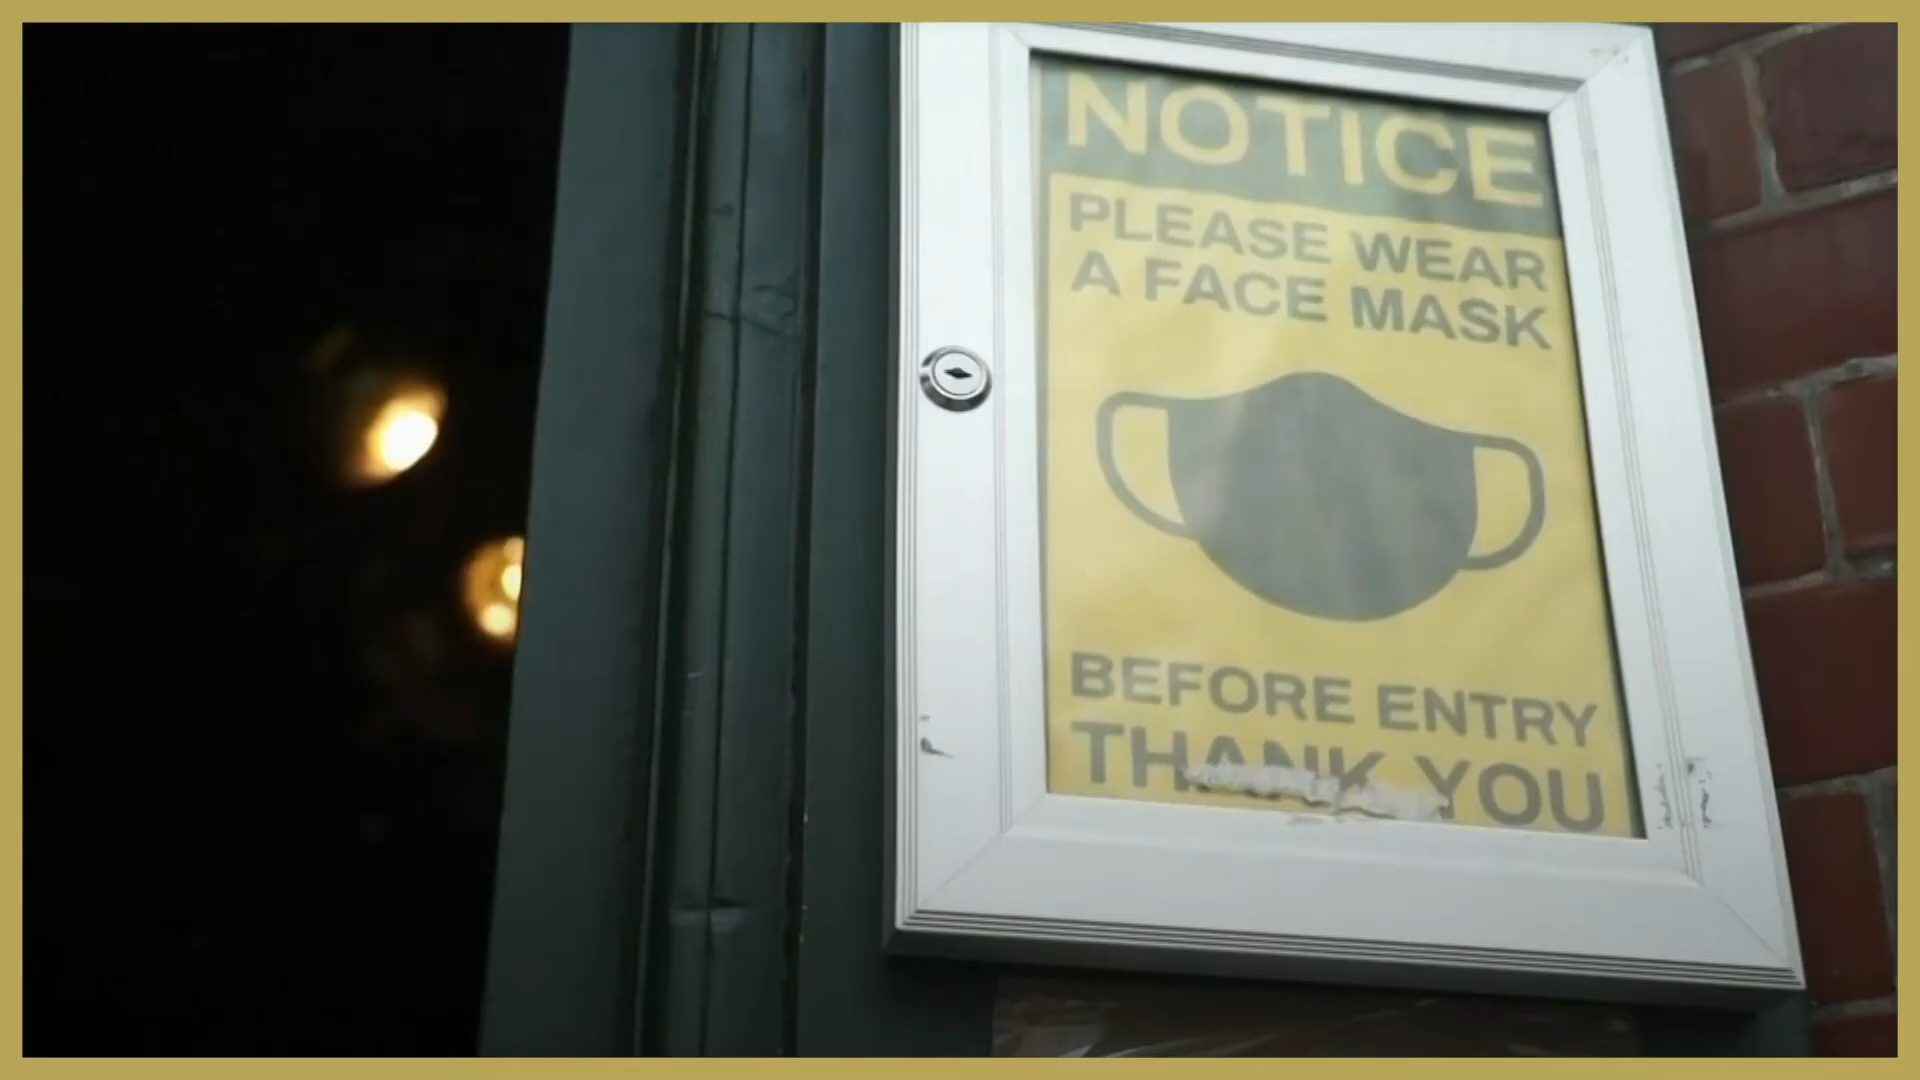 NOTICE
PLEASE WEAR
A FACE MASK
BEFORE ENTRY
THANK YOU